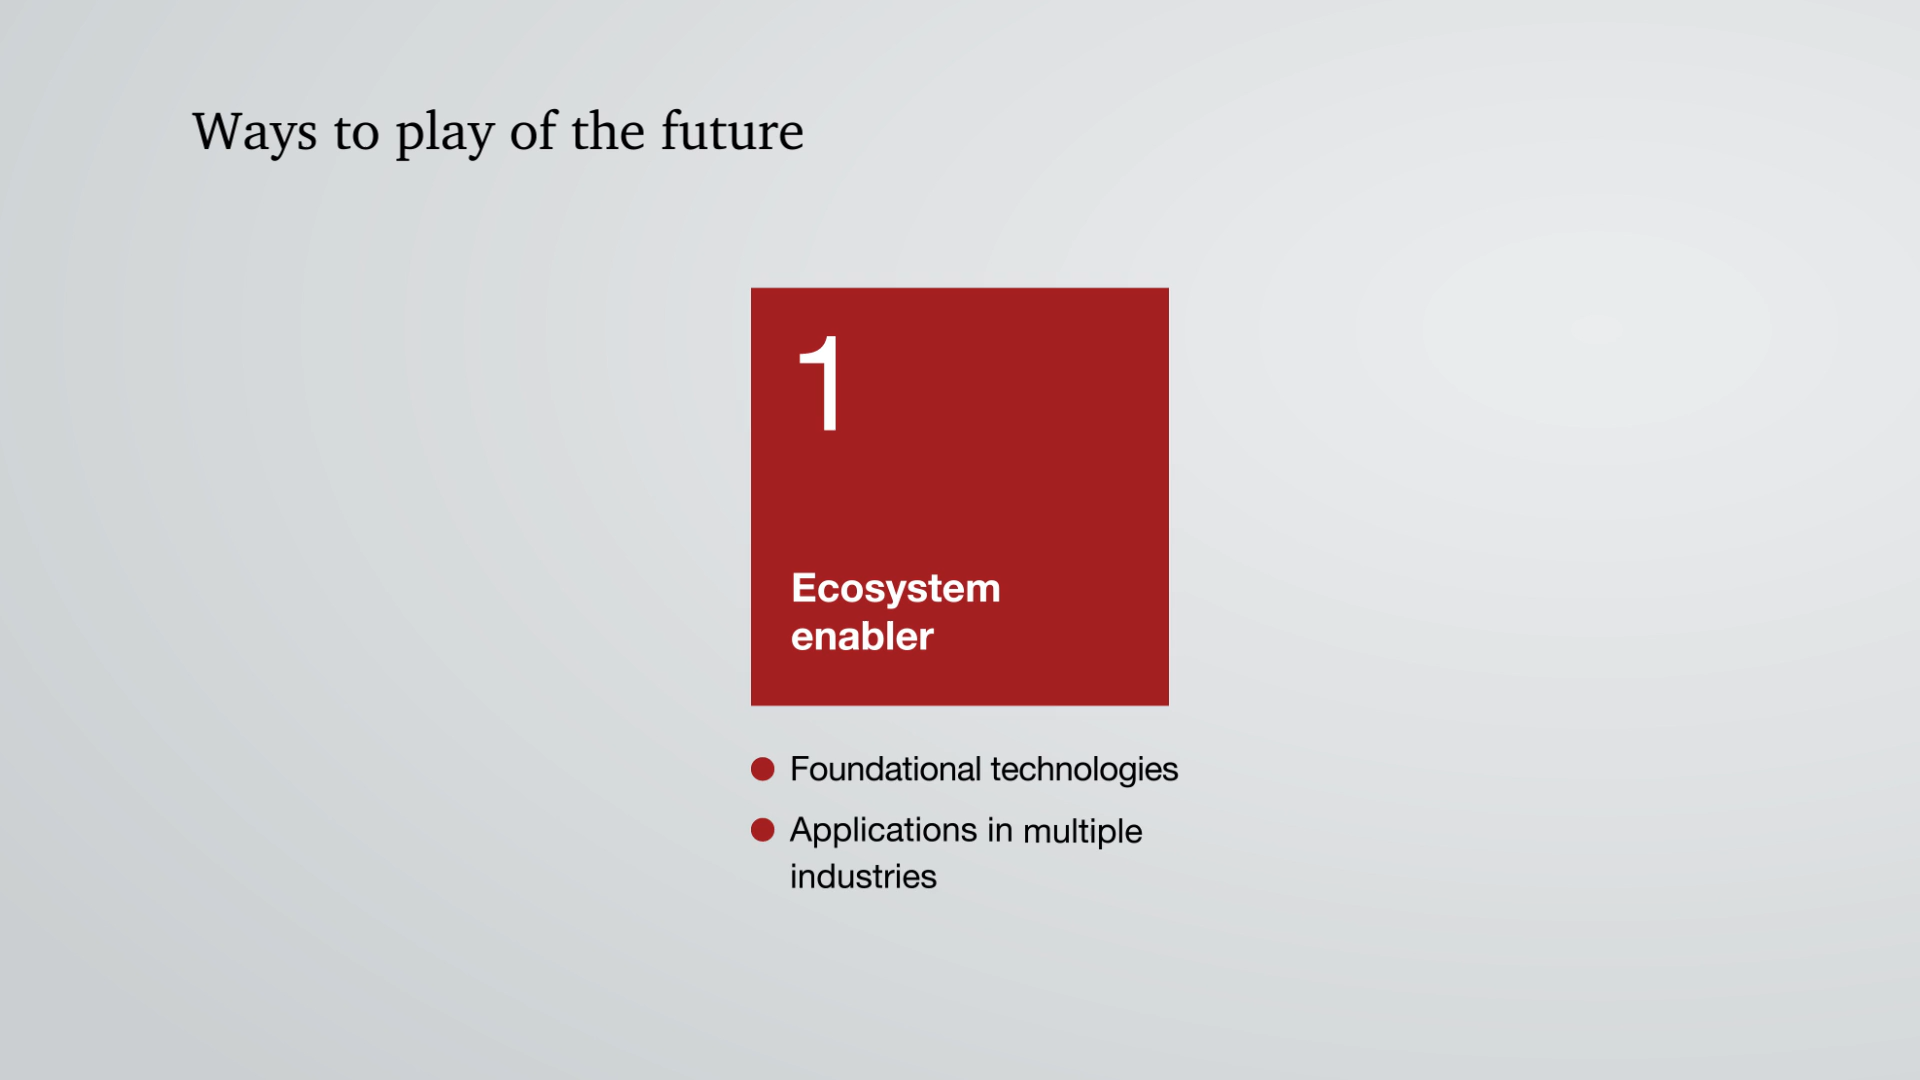 Ways to play of the future
1
Ecosystem
enabler
Foundational technologies
Applications in multiple
industries